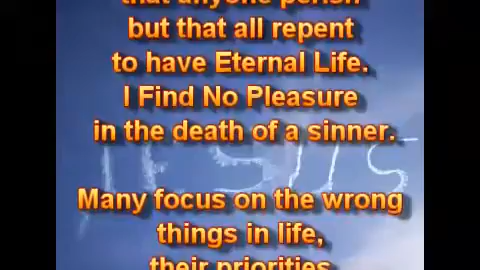 that anyone perish
but that all repent
to have Eternal Life.
I Find No Pleasure
in the death of a sinner.
JESUS
Many focus on the wrong
things in life,
their priorities